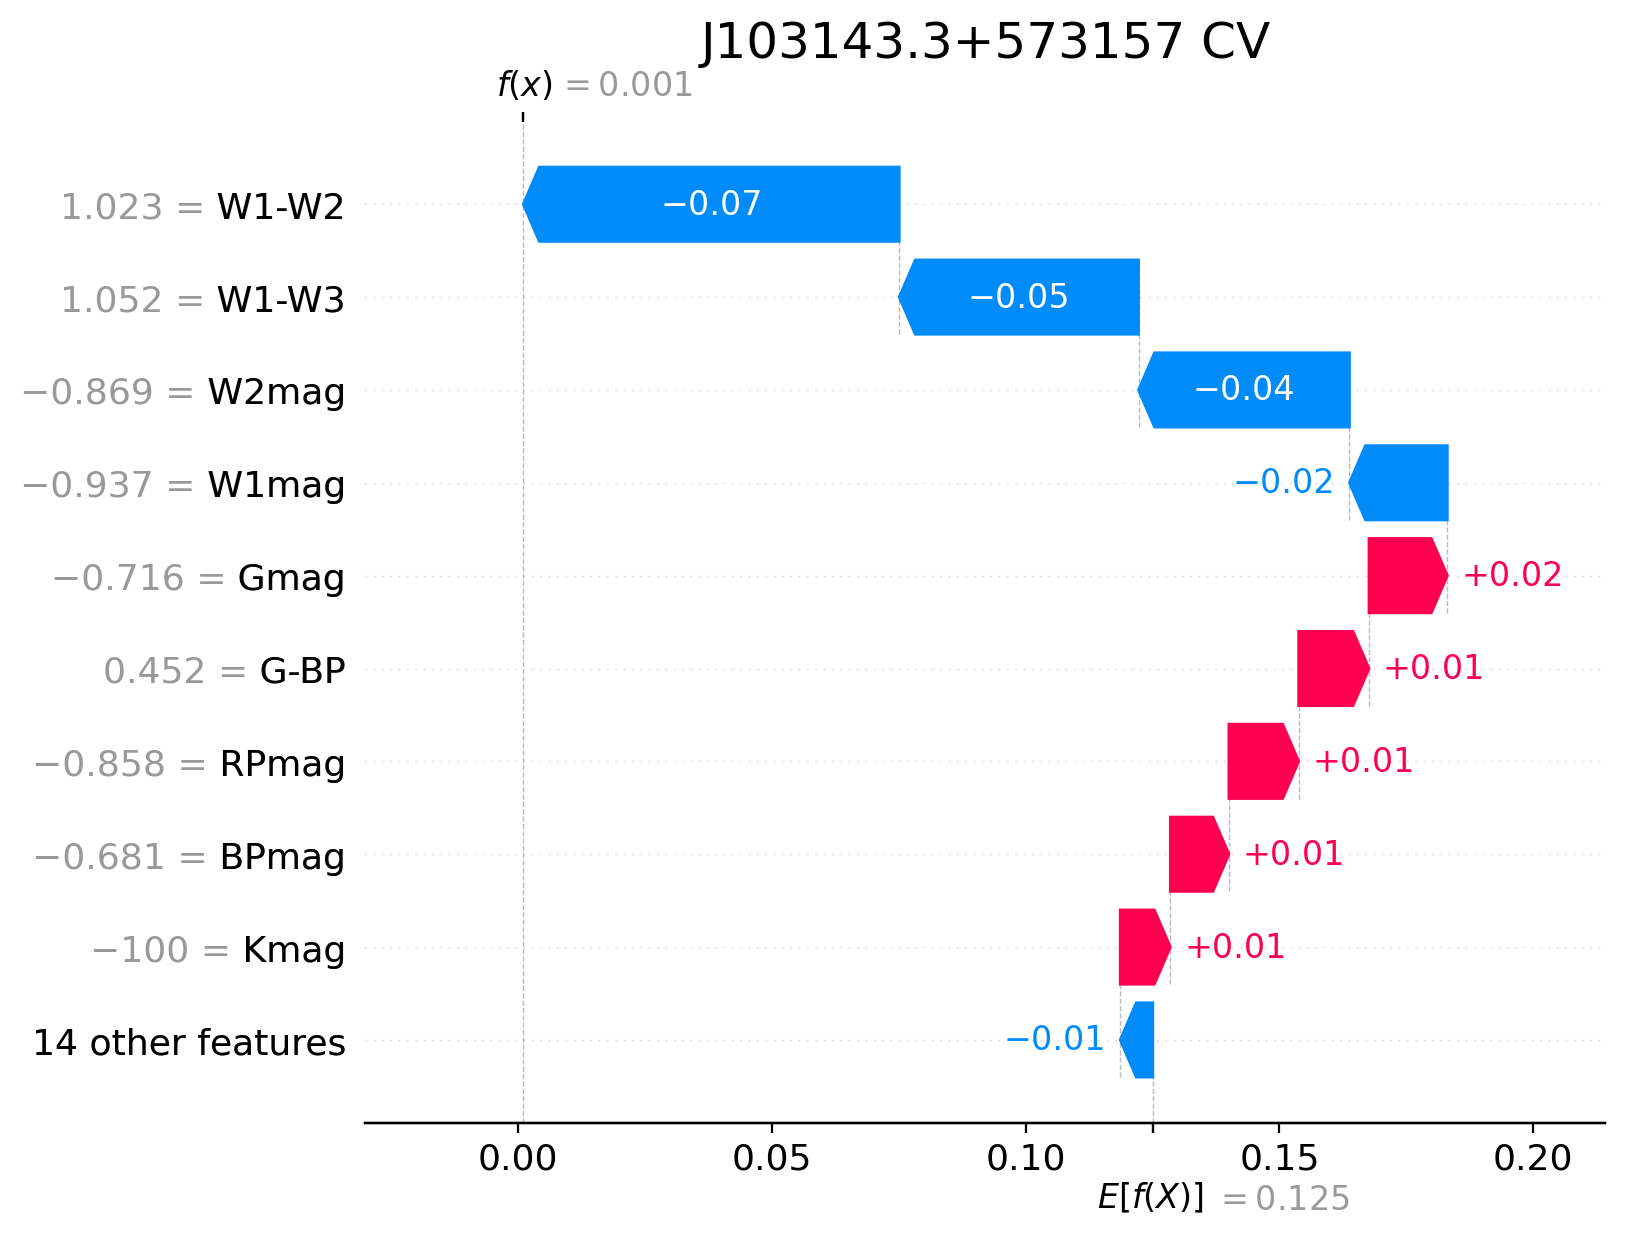 J103143.3+573157 CV
f(x) = 0.001
1.023 = W1-W2
−0.07
1.052 = W1-W3
−0.05
−0.869 = W2mag
−0.04
−0.937 = W1mag
−0.02
−0.716 = Gmag
+0.02
0.452 = G-BP
+0.01
−0.858 = RPmag
+0.01
−0.681 = BPmag
+0.01
−100 = Kmag
+0.01
14 other features
−0.01
0.00 0.05 0.10 0.15 0.20
E[f(X)] = 0.125